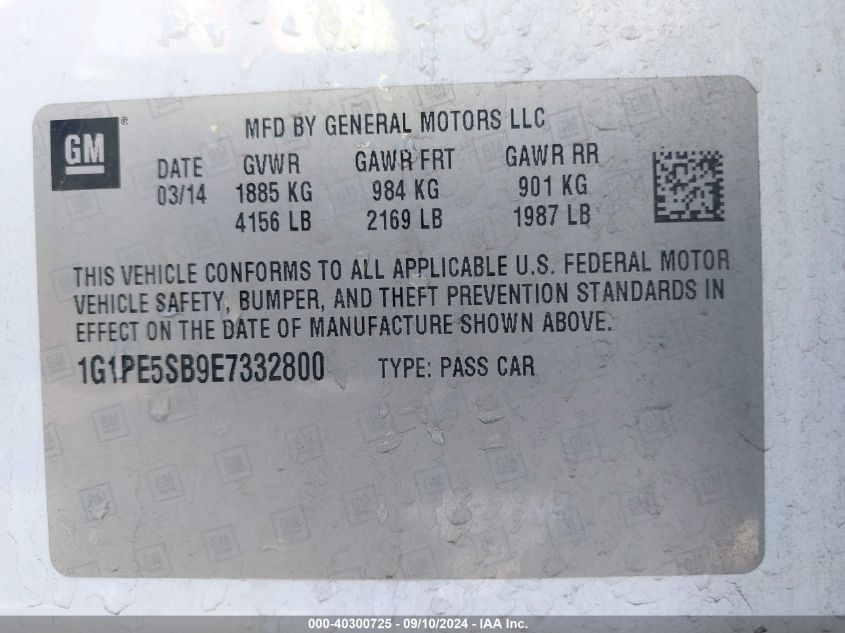 GM ®
MFD BY GENERAL MOTORS LLC
DATE GVWR GAWR FRT GAWR RR
03/14 1885 KG 984 KG 901 KG
4156 LB 2169 LB 1987 LB
THIS VEHICLE CONFORMS TO ALL APPLICABLE U.S. FEDERAL MOTOR
VEHICLE SAFETY, BUMPER, AND THEFT PREVENTION STANDARDS IN
EFFECT ON THE DATE OF MANUFACTURE SHOWN ABOVE.
1G1PE5SB9E7332800 TYPE: PASS CAR
000-40300725 - 09/10/2024 - IAA, Inc.